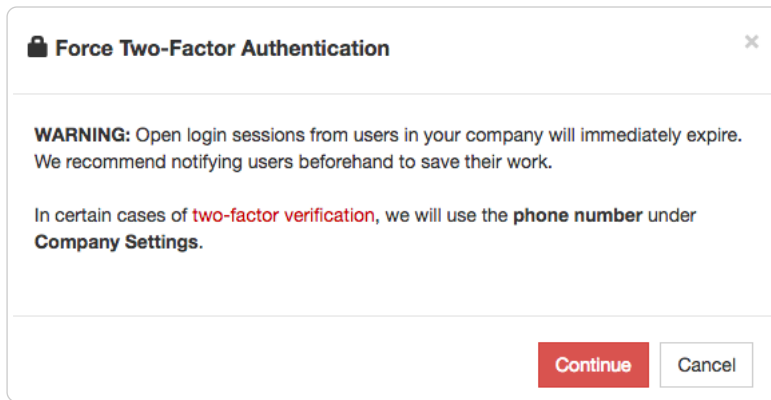 Force Two-Factor Authentication
×
WARNING: Open login sessions from users in your company will immediately expire.
We recommend notifying users beforehand to save their work.
In certain cases of two-factor verification, we will use the phone number under
Company Settings.
Continue
Cancel